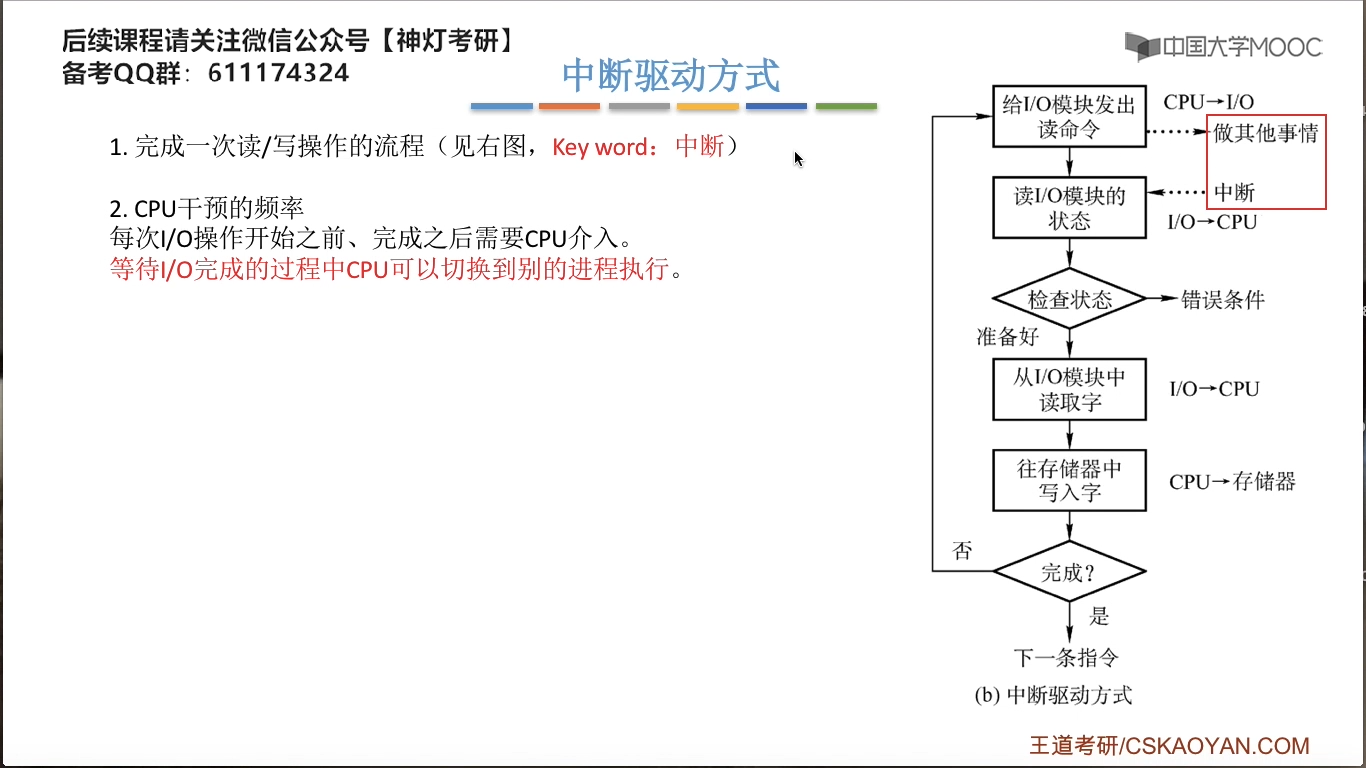 后续课程请关注微信公众号【神灯考研】
备考QQ群：611174324
中国大学MOOC
中断驱动方式
1. 完成一次读/写操作的流程（见右图，Key word：中断）
2. CPU干预的频率
每次I/O操作开始之前、完成之后需要CPU介入。
等待I/O完成的过程中CPU可以切换到别的进程执行。
给I/O模块发出
读命令
CPU→I/O
做其他事情
读I/O模块的
状态
中断
I/O→CPU
检查状态
错误条件
准备好
从I/O模块中
读取字
I/O→CPU
往存储器中
写入字
CPU→存储器
否
完成?
是
下一条指令
(b) 中断驱动方式
王道考研/CSKAOYAN.COM